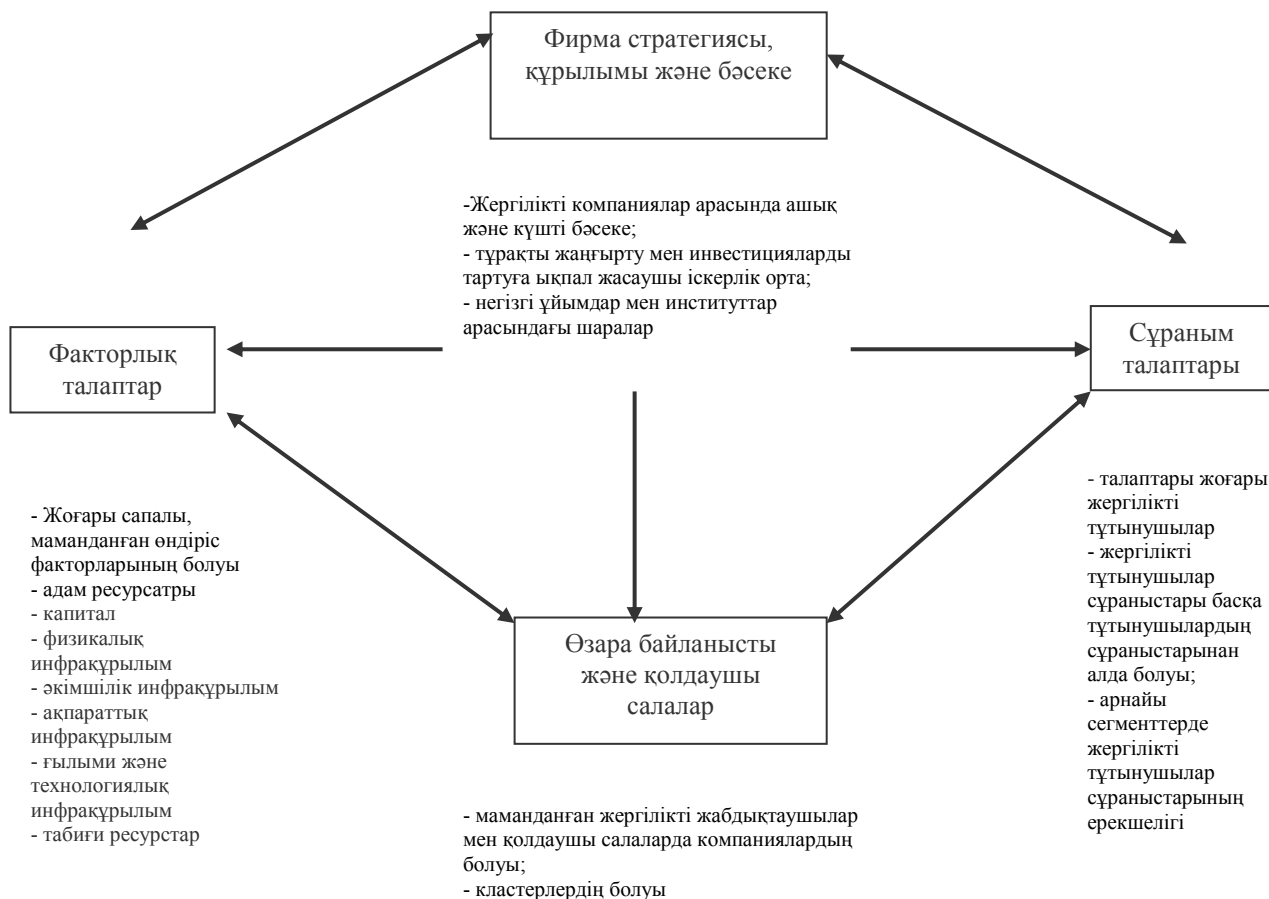 Фирма стратегиясы,
құрылымы және бәсеке
-Жергілікті компаниялар арасында ашық
және күшті бәсеке;
- тұрақты жаңғырту мен инвестицияларды
тартуға ықпал жасаушы іскерлік орта;
- негізгі ұйымдар мен институттар
арасындағы шаралар
Факторлық
талаптар
Сұраным
талаптары
- Жоғары сапалы,
маманданған өндіріс
факторларының болуы
- адам ресурсатры
- капитал
- физикалық
инфрақұрылым
- әкімшілік инфрақұрылым
- ақпараттық
инфрақұрылым
- ғылыми және
технологиялық
инфрақұрылым
- табиғи ресурстар
Өзара байланысты
және қолдаушы
салалар
- маманданған жергілікті жабдықтаушылар
мен қолдаушы салаларда компаниялардың
болуы;
- кластерлердің болуы
- талаптары жоғары
жергілікті
тұтынушылар
- жергілікті
тұтынушылар
сұраныстары басқа
тұтынушылардың
сұраныстарынан
алда болуы;
- арнайы
сегменттерде
жергілікті
тұтынушылар
сұраныстарының
ерекшелігі